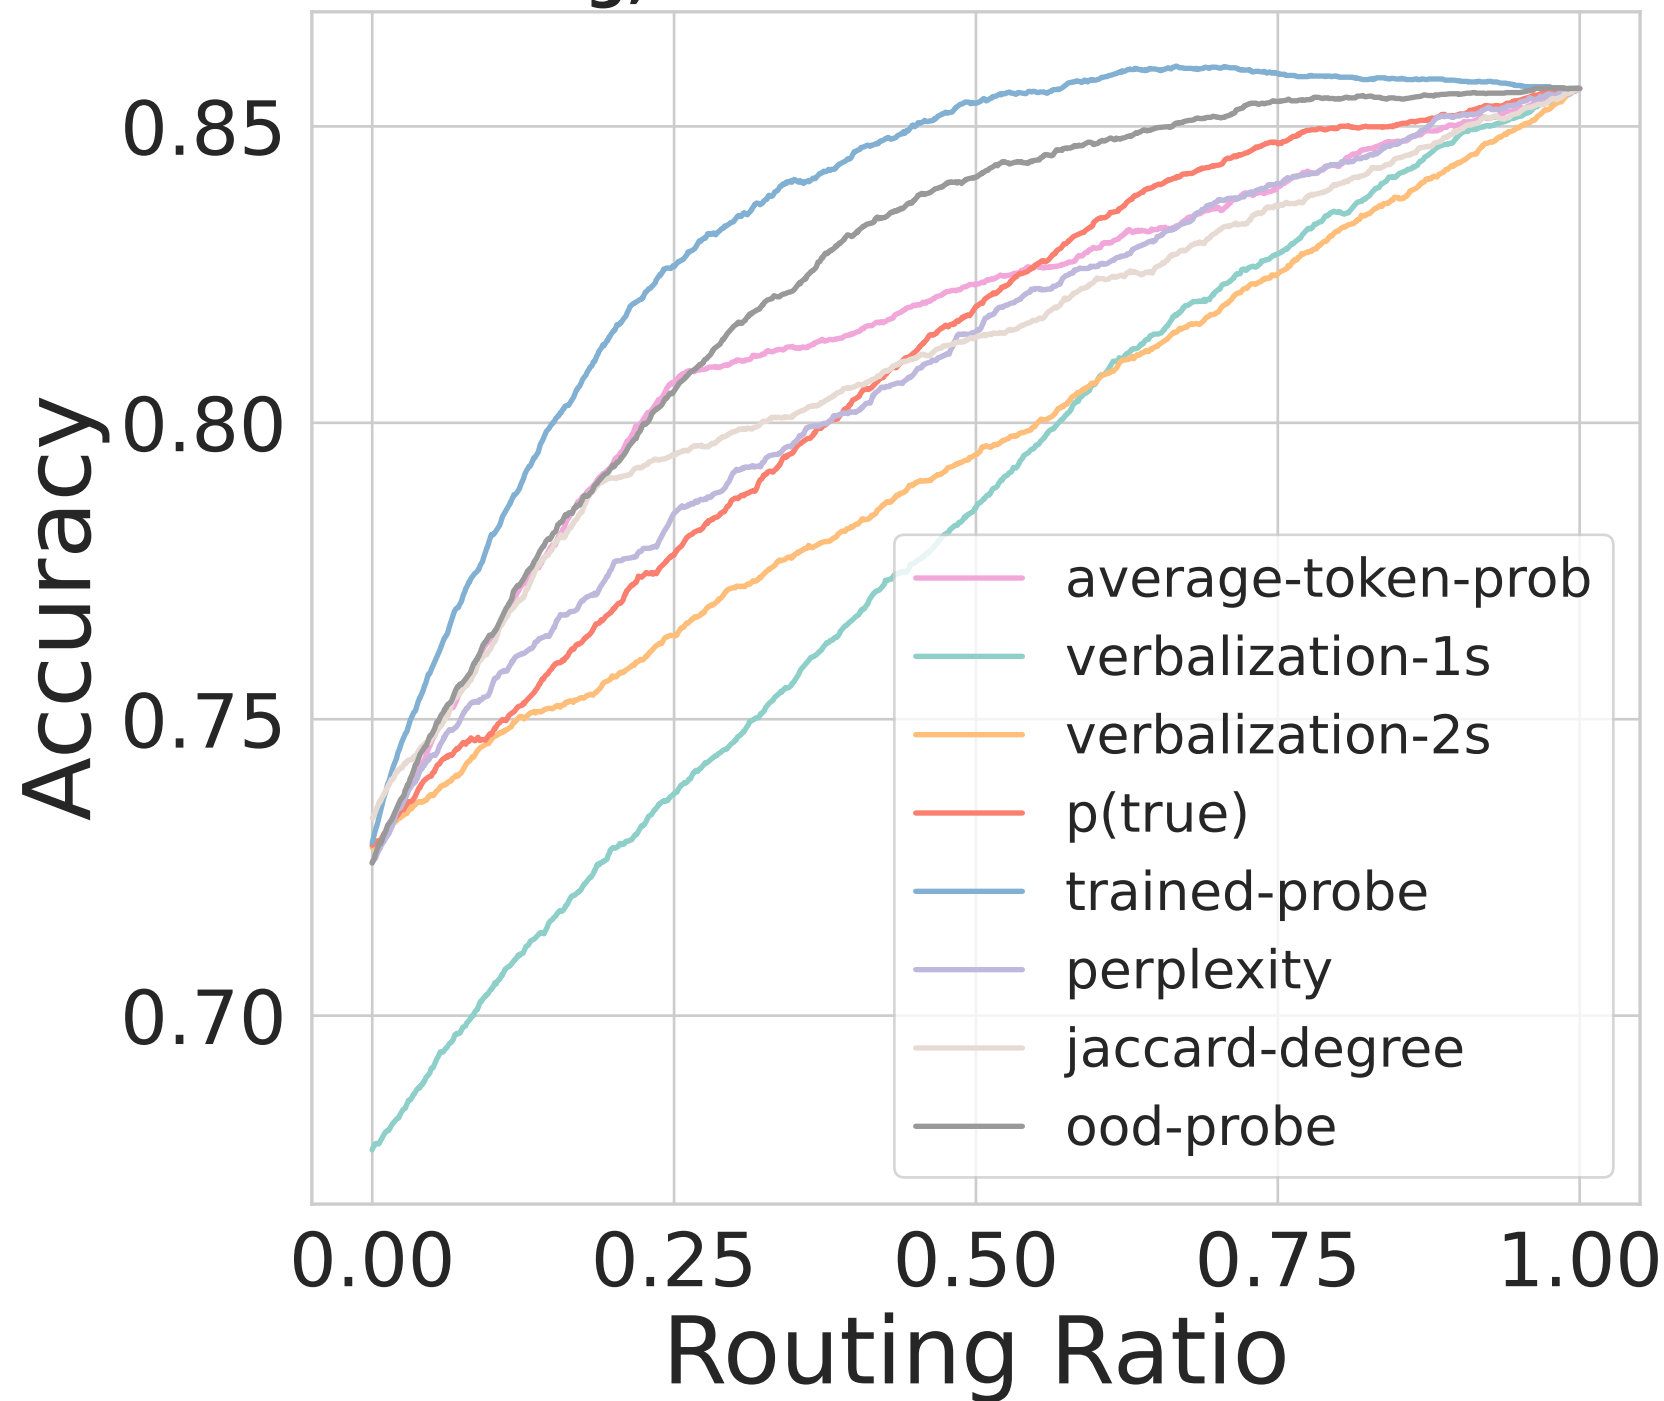 0.85
0.80
0.75
0.70
Accuracy
average-token-prob
verbalization-1s
verbalization-2s
p(true)
trained-probe
perplexity
jaccard-degree
ood-probe
0.00 0.25 0.50 0.75 1.00
Routing Ratio